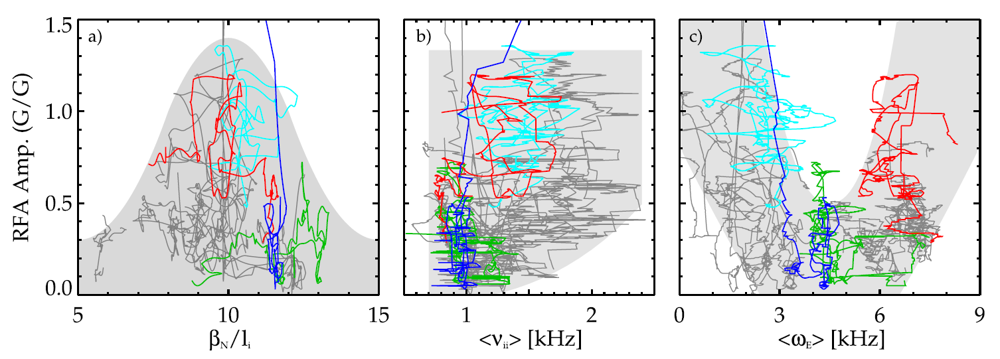 a)
b)
c)
RFA Amp. (G/G)
1.5
1.0
0.5
0.0
5
10
15
1
2
0
3
6
9
β_N/l_i
<ν_ii> [kHz]
<ω_E> [kHz]